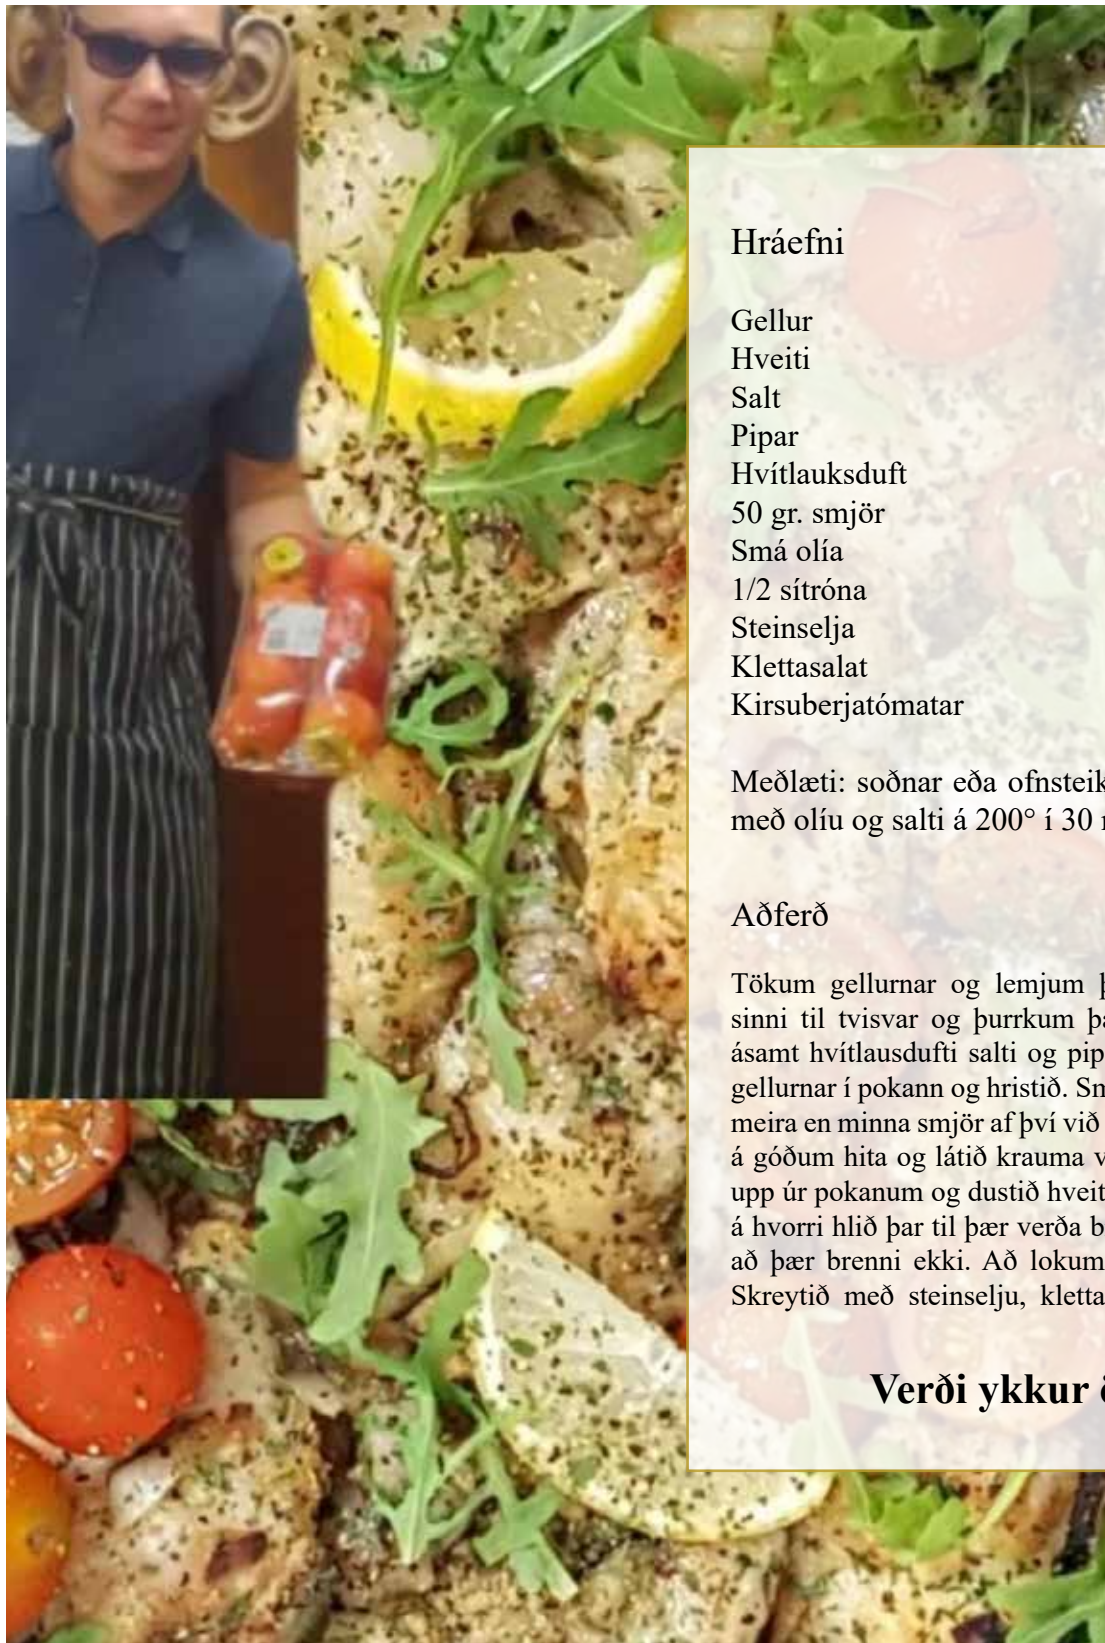 Hráefni
Gellur
Hveiti
Salt
Pipar
Hvítlauksduft
50 gr. smjör
Smá olía
1/2 sítróna
Steinselja
Klettasalat
Kirsuberjatómatar
Meðlæti: soðnar eða ofnsteik
með olíu og salti á 200° í 30
Aðferð
Tökum gellurnar og lemjum þ
sinni til tvisvar og þurrkum þa
ásamt hvítlausdufti salti og pip
gellurnar í pokann og hristið. Sm
meira en minna smjör af því við
á góðum hita og látið krauma v
upp úr pokanum og dustið hveit
á hvorri hlið þar til þær verða b
að þær brenni ekki. Að lokum
Skreytið með steinselju, kletta
Verði ykkur